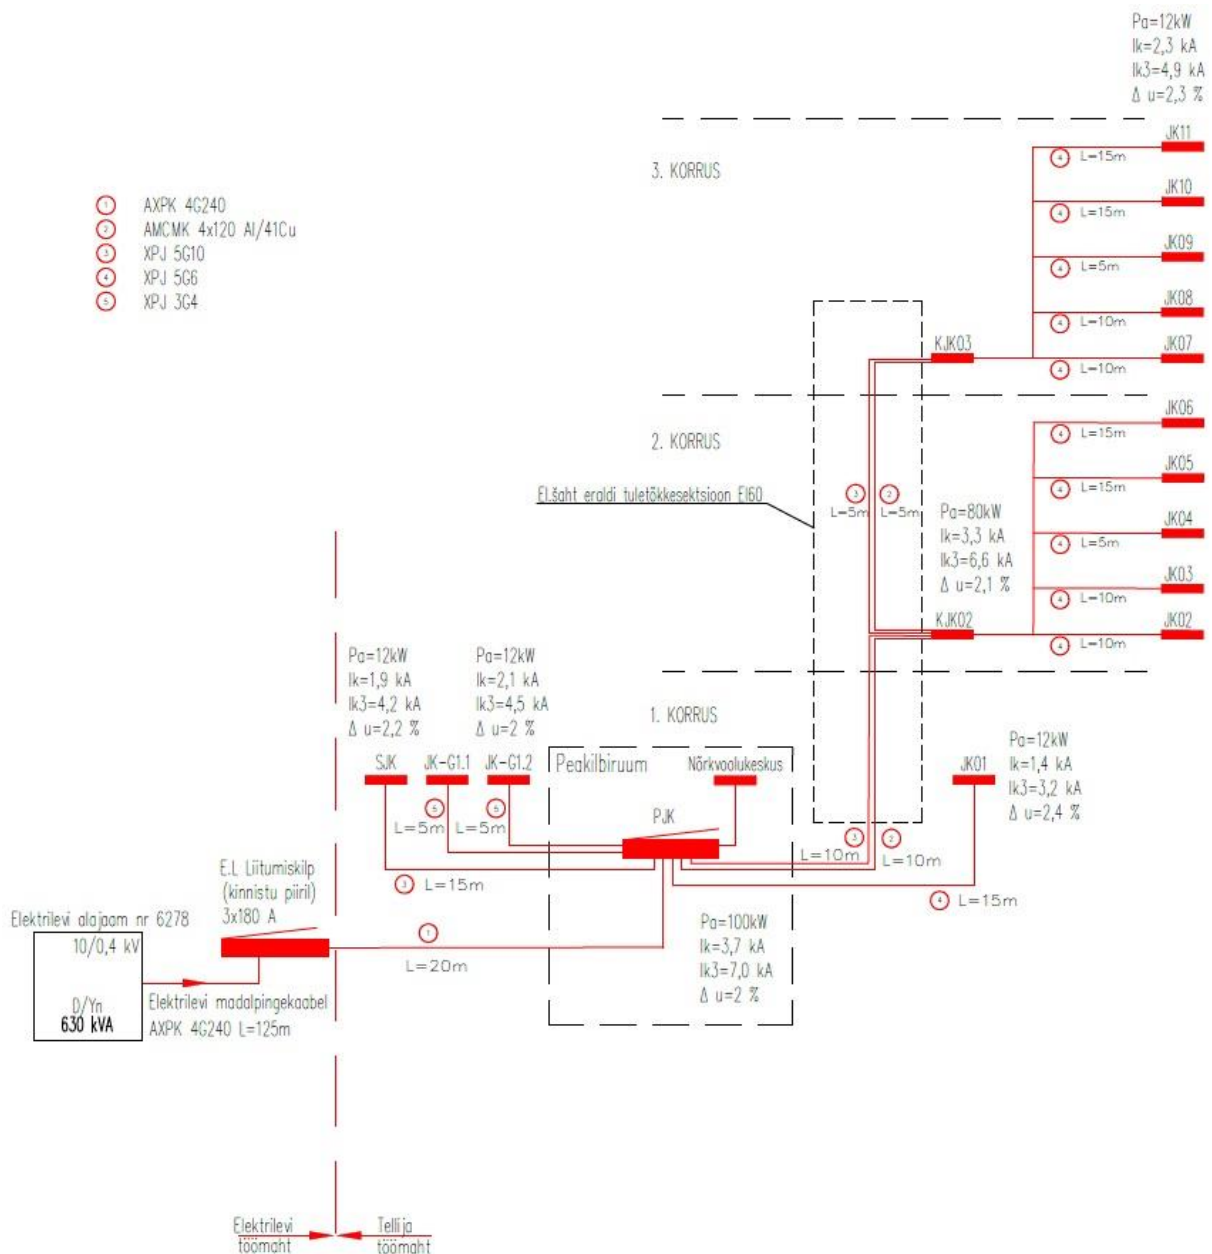 Pa=12kW
Ik=2,3 kA
Ik3=4,9 kA
Δ u=2,3 %
JK11
4 L=15m
3. KORRUS
JK10
4 L=15m
1 AXPK 4G240
2 AMCMK 4x120 Al/41Cu
3 XPJ 5G10
4 XPJ 5G6
5 XPJ 3G4
JK09
4 L=5m
JK08
4 L=10m
KJK03
JK07
4 L=10m
JK06
4 L=15m
2. KORRUS
JK05
4 L=15m
El.šaht eraldi tuletõkkesektsioon EI60
3 2
L=5m L=5m
Pa=80kW
Ik=3,3 kA
Ik3=6,6 kA
Δ u=2,1 %
JK04
4 L=5m
JK03
4 L=10m
KJK02
JK02
4 L=10m
Pa=12kW
Ik=1,9 kA
Ik3=4,2 kA
Δ u=2,2 %
Pa=12kW
Ik=2,1 kA
Ik3=4,5 kA
Δ u=2 %
1. KORRUS
SJK JK-G1.1 JK-G1.2
Peakilbiruum
Nõrkvoolukeskus
JK01
Pa=12kW
Ik=1,4 kA
Ik3=3,2 kA
Δ u=2,4 %
5 5
L=5m L=5m
PJK
3 2
L=10m L=10m
3 L=15m
4 L=15m
E.L Liitumiskilp
(kinnistu piiril)
3x180 A
Elektrilevi alajaam nr 6278
10/0,4 kV
D/Yn
630 kVA
Elektrilevi madalpingekaabel
AXPK 4G240 L=125m
1
L=20m
Pa=100kW
Ik=3,7 kA
Ik3=7,0 kA
Δ u=2 %
Elektrilevi
töömaht
Tellija
töömaht